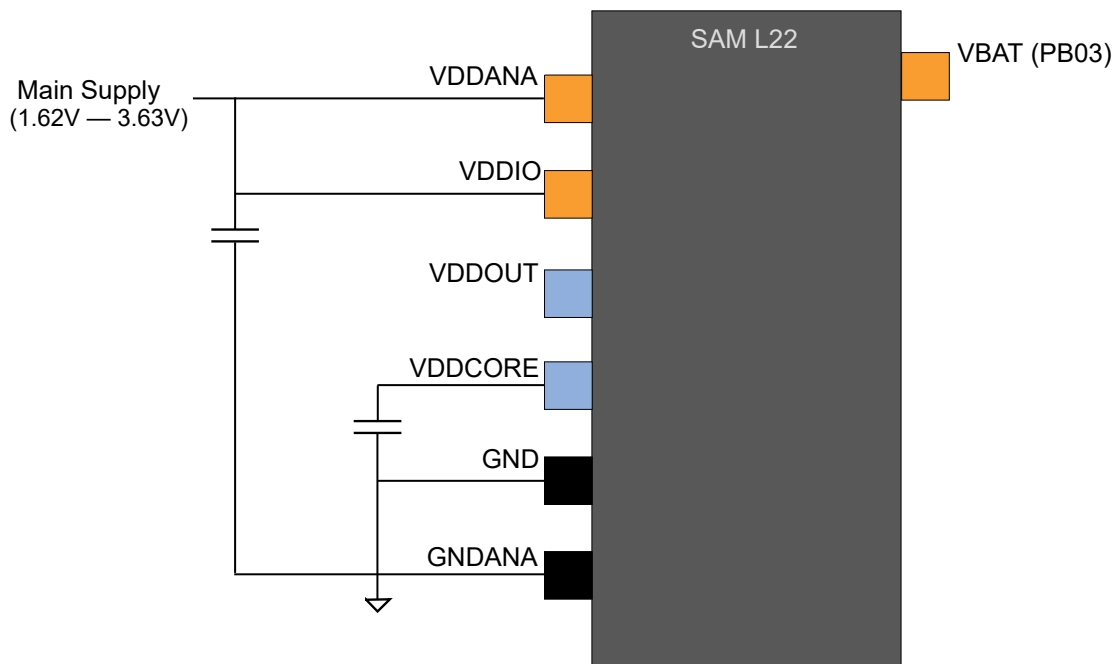 SAM L22
VBAT (PB03)
VDDANA
Main Supply
(1.62V — 3.63V)
VDDIO
VDDOUT
VDDCORE
GND
GNDANA